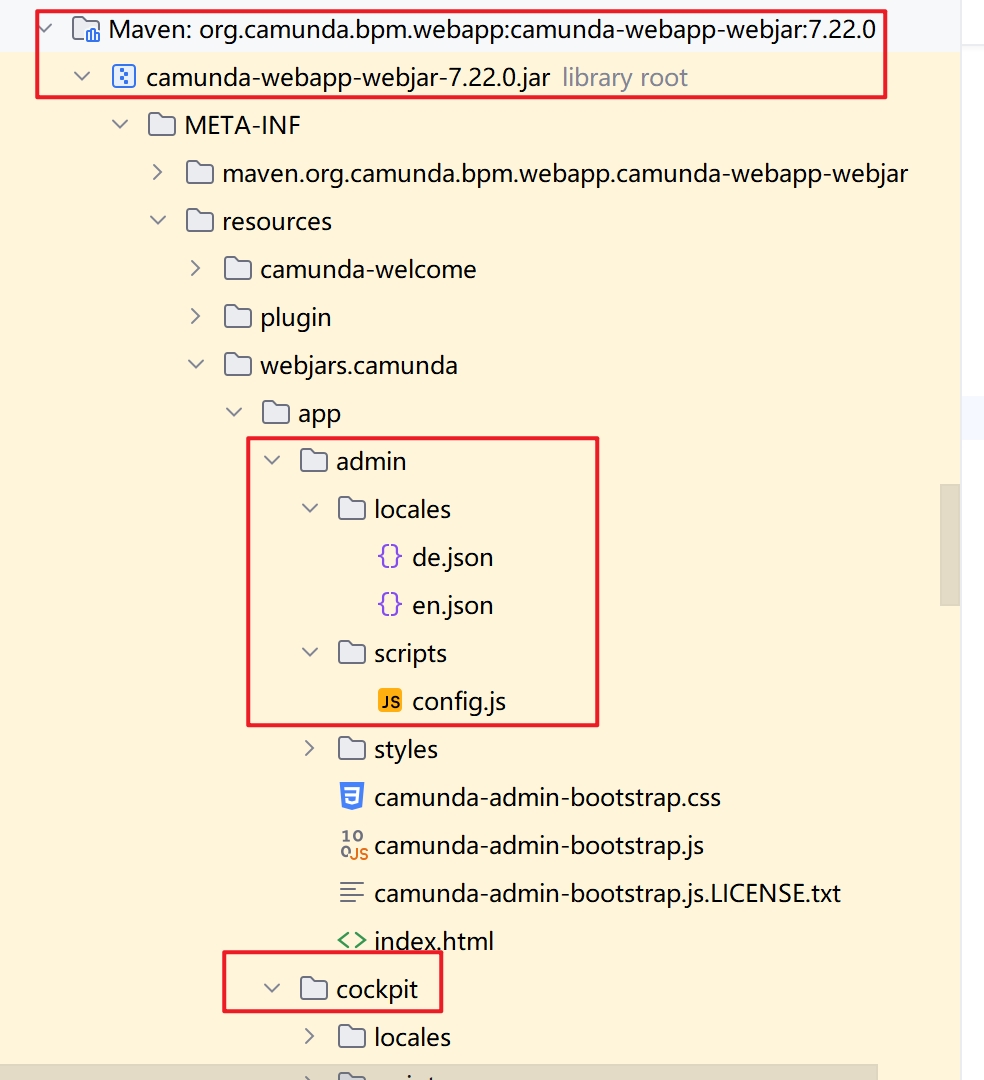 Maven: org.camunda.bpm.webapp:camunda-webapp-webjar:7.22.0
camunda-webapp-webjar-7.22.0.jar library root
META-INF
maven.org.camunda.bpm.webapp.camunda-webapp-webjar
resources
camunda-welcome
plugin
webjars.camunda
app
admin
locales
de.json
en.json
scripts
JS config.js
styles
camunda-admin-bootstrap.css
camunda-admin-bootstrap.js
camunda-admin-bootstrap.js.LICENSE.txt
index.html
cockpit
locales